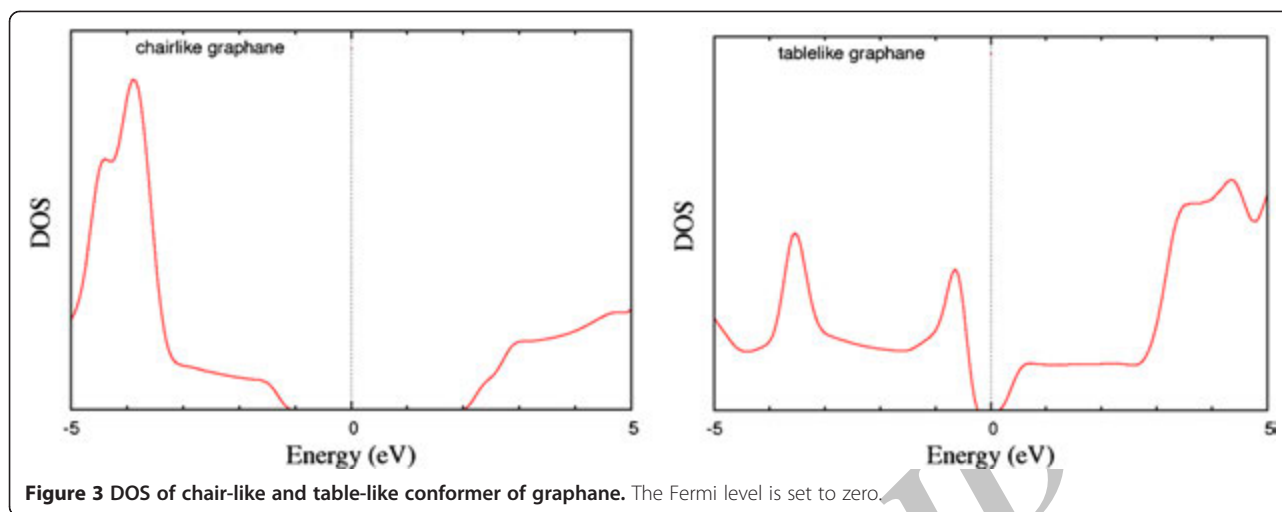 chairlike graphane
DOS
-5 0 5
Energy (eV)
tablelike graphane
DOS
-5 0 5
Energy (eV)
Figure 3 DOS of chair-like and table-like conformer of graphane. The Fermi level is set to zero.